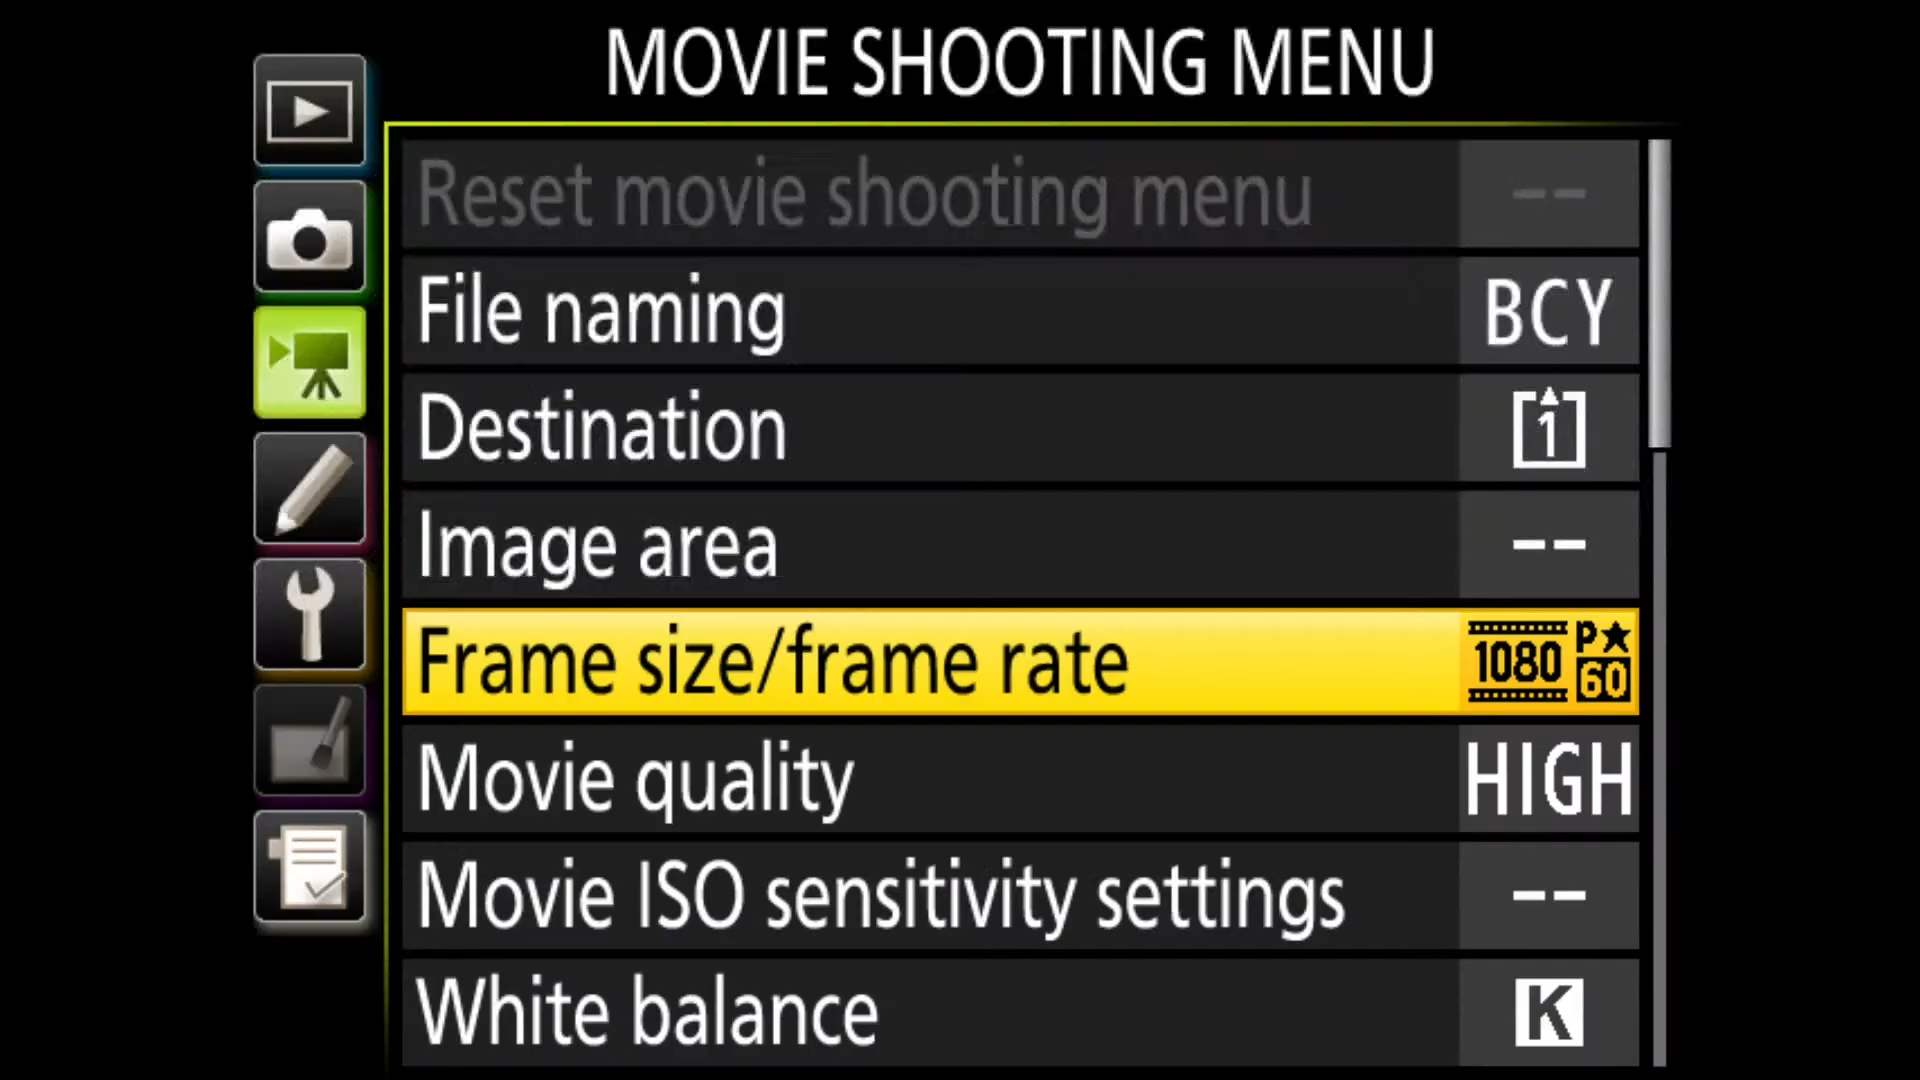 MOVIE SHOOTING MENU
Reset movie shooting menu --
File naming BCY
Destination 1
Image area --
Frame size/frame rate 1080 P★ 60
Movie quality HIGH
Movie ISO sensitivity settings --
White balance K